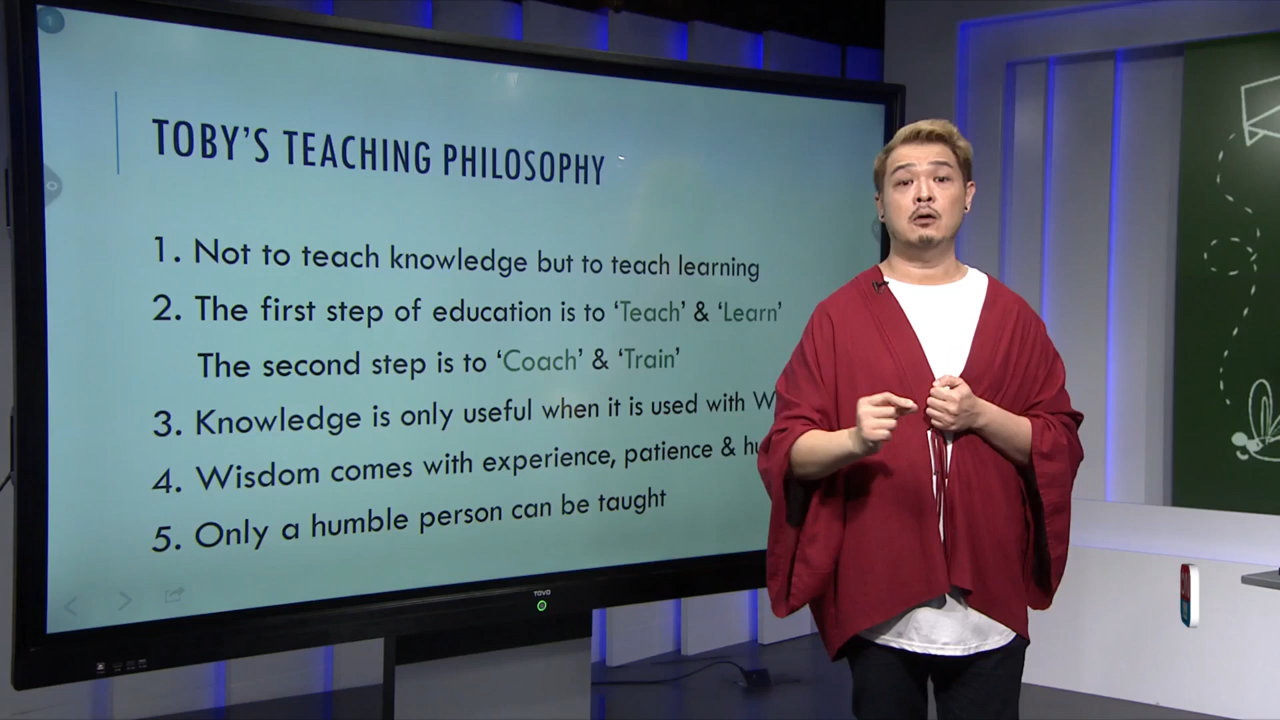 1
TOBY'S TEACHING PHILOSOPHY
1. Not to teach knowledge but to teach learning
2. The first step of education is to 'Teach' & 'Learn'
The second step is to 'Coach' & 'Train'
3. Knowledge is only useful when it is used with
4. Wisdom comes with experience, patience &
5. Only a humble person can be taught